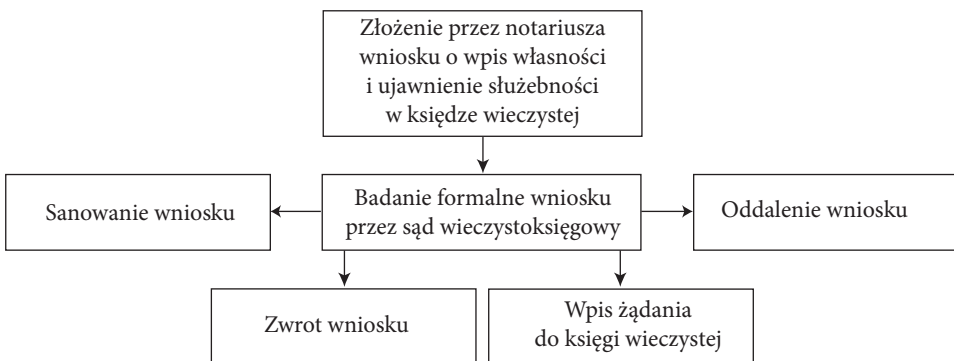 Złożenie przez notariusza
wniosku o wpis własności
i ujawnienie służebności
w księdze wieczystej
Sanowanie wniosku
Badanie formalne wniosku
przez sąd wieczystoksięgowy
Oddalenie wniosku
Zwrot wniosku
Wpis żądania
do księgi wieczystej